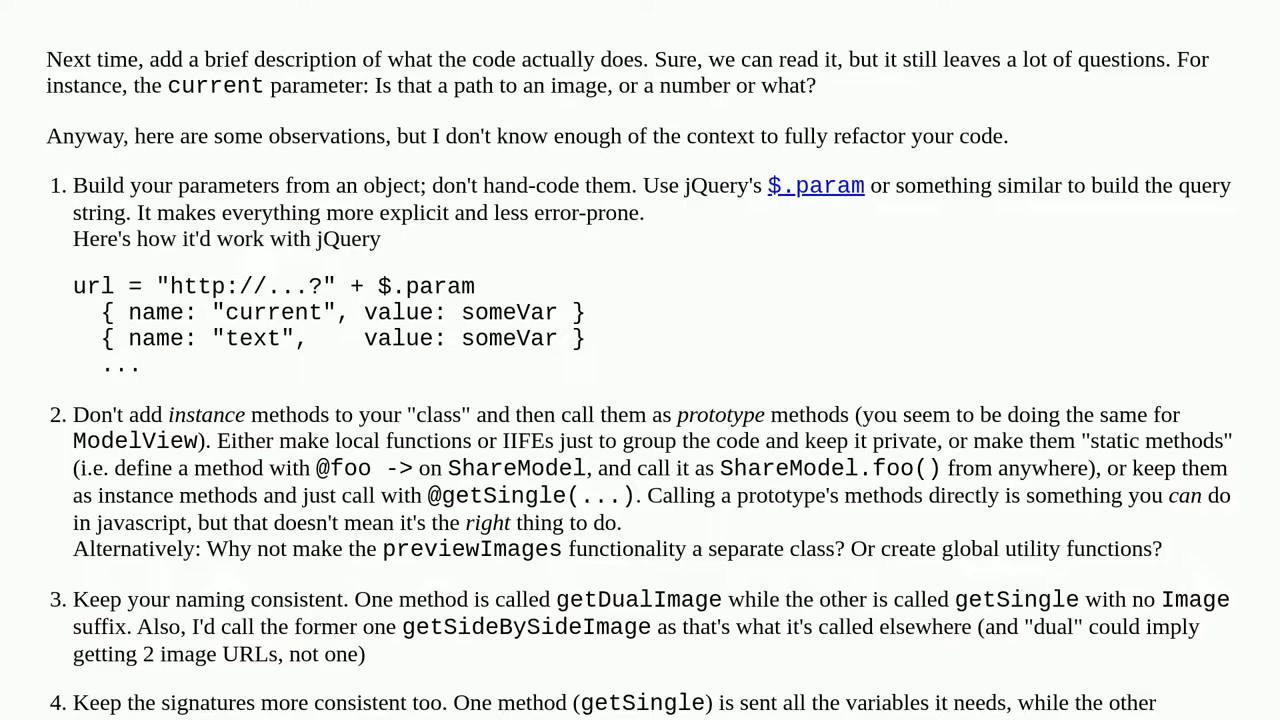 Next time, add a brief description of what the code actually does. Sure, we can read it, but it still leaves a lot of questions. For
instance, the current parameter: Is that a path to an image, or a number or what?
Anyway, here are some observations, but I don't know enough of the context to fully refactor your code.
1. Build your parameters from an object; don't hand-code them. Use jQuery's $.param or something similar to build the query
string. It makes everything more explicit and less error-prone.
Here's how it'd work with jQuery
url = "http://...?" + $.param
  { name: "current", value: someVar }
  { name: "text",    value: someVar }
  ...
2. Don't add instance methods to your "class" and then call them as prototype methods (you seem to be doing the same for
ModelView). Either make local functions or IIFEs just to group the code and keep it private, or make them "static methods"
(i.e. define a method with @foo -> on ShareModel, and call it as ShareModel.foo() from anywhere), or keep them
as instance methods and just call with @getSingle(...). Calling a prototype's methods directly is something you can do
in javascript, but that doesn't mean it's the right thing to do.
Alternatively: Why not make the previewImages functionality a separate class? Or create global utility functions?
3. Keep your naming consistent. One method is called getDualImage while the other is called getSingle with no Image
suffix. Also, I'd call the former one getSideBySideImage as that's what it's called elsewhere (and "dual" could imply
getting 2 image URLs, not one)
4. Keep the signatures more consistent too. One method (getSingle) is sent all the variables it needs, while the other